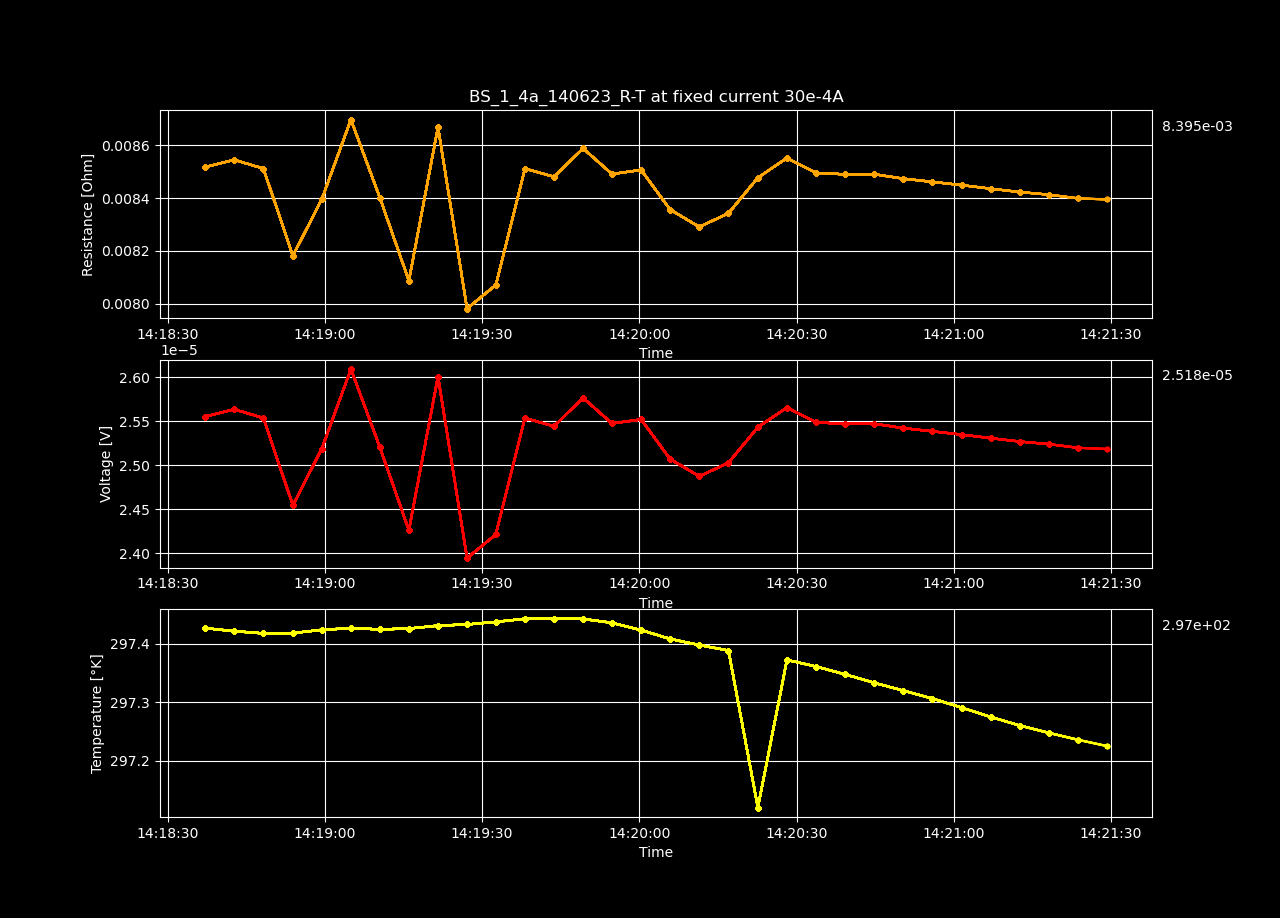 BS_1_4a_140623_R-T at fixed current 30e-4A
8.395e-03
Resistance [Ohm]
0.0086
0.0084
0.0082
0.0080
14:18:30 14:19:00 14:19:30 14:20:00 14:20:30 14:21:00 14:21:30
Time
1e−5
2.518e-05
Voltage [V]
2.60
2.55
2.50
2.45
2.40
14:18:30 14:19:00 14:19:30 14:20:00 14:20:30 14:21:00 14:21:30
Time
2.97e+02
Temperature [°K]
297.4
297.3
297.2
14:18:30 14:19:00 14:19:30 14:20:00 14:20:30 14:21:00 14:21:30
Time